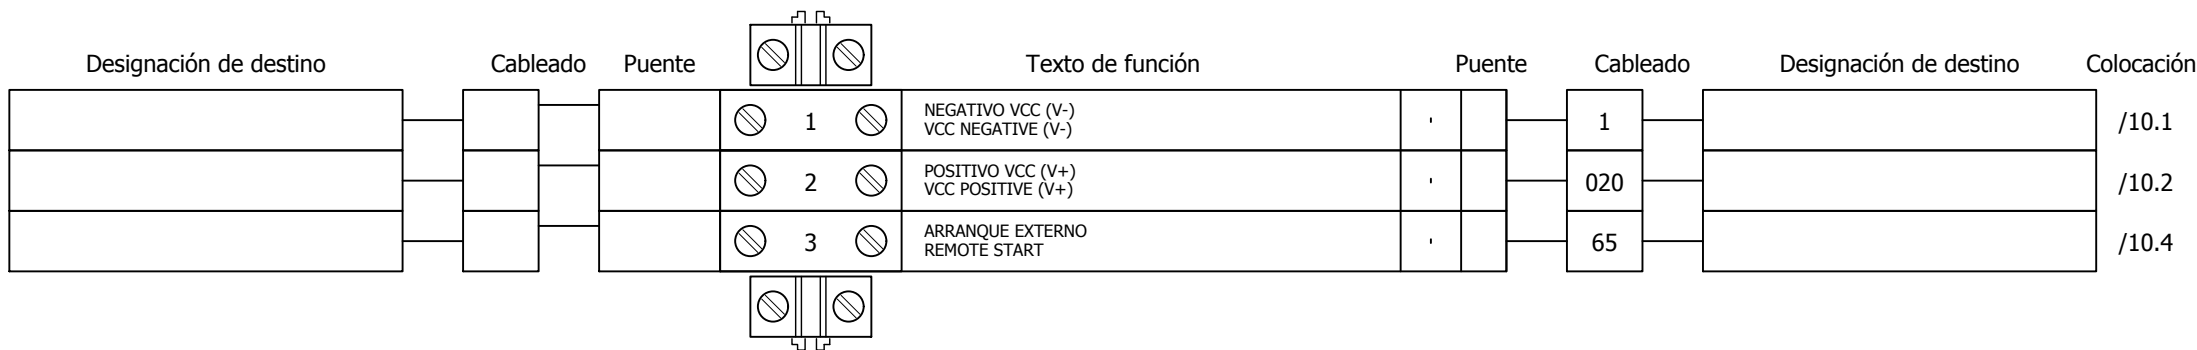 Designación de destino Cableado Puente Texto de función Puente Cableado Designación de destino Colocación
1 NEGATIVO VCC (V-) 1 /10.1
VCC NEGATIVE (V-)
2 POSITIVO VCC (V+) 020 /10.2
VCC POSITIVE (V+)
3 ARRANQUE EXTERNO 65 /10.4
REMOTE START